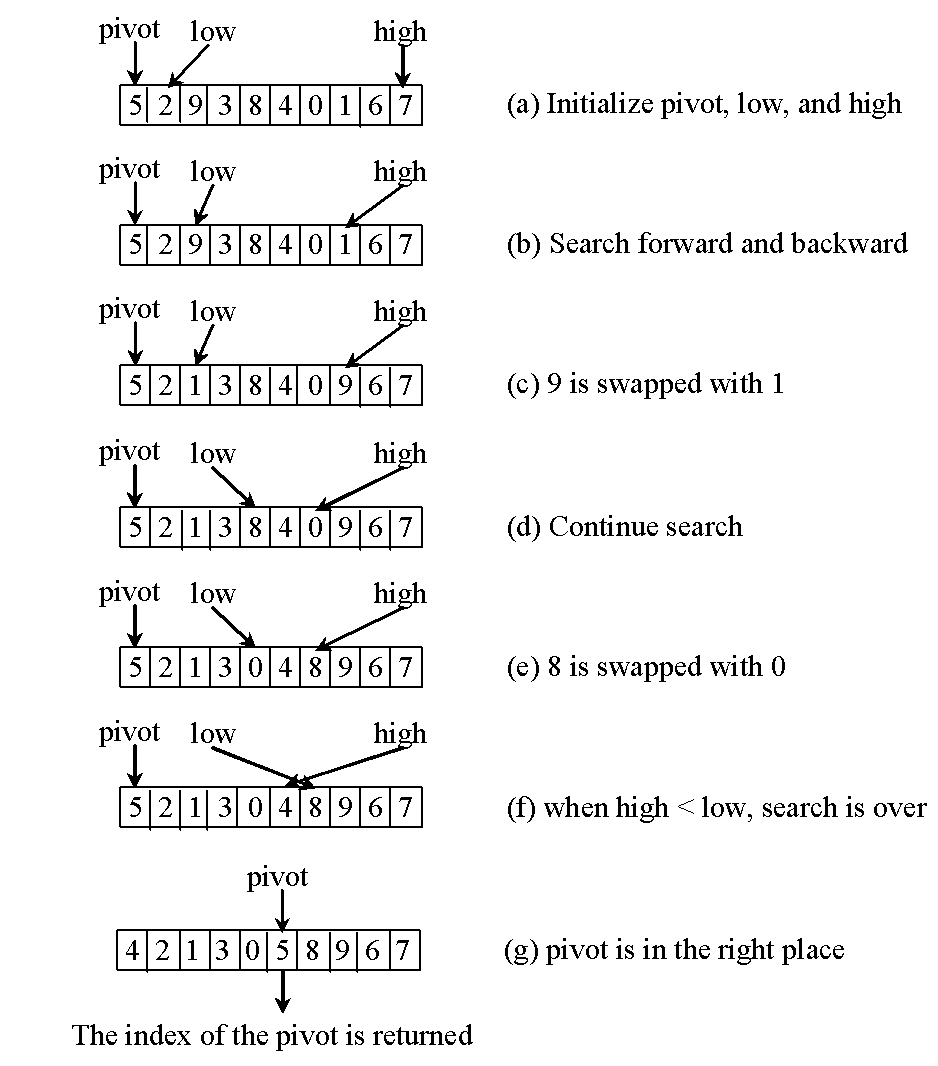 pivot low high
5 2 9 3 8 4 0 1 6 7 (a) Initialize pivot, low, and high
pivot low high
5 2 9 3 8 4 0 1 6 7 (b) Search forward and backward
pivot low high
5 2 1 3 8 4 0 9 6 7 (c) 9 is swapped with 1
pivot low high
5 2 1 3 8 4 0 9 6 7 (d) Continue search
pivot low high
5 2 1 3 0 4 8 9 6 7 (e) 8 is swapped with 0
pivot low high
5 2 1 3 0 4 8 9 6 7 (f) when high < low, search is over
pivot
4 2 1 3 0 5 8 9 6 7 (g) pivot is in the right place
The index of the pivot is returned